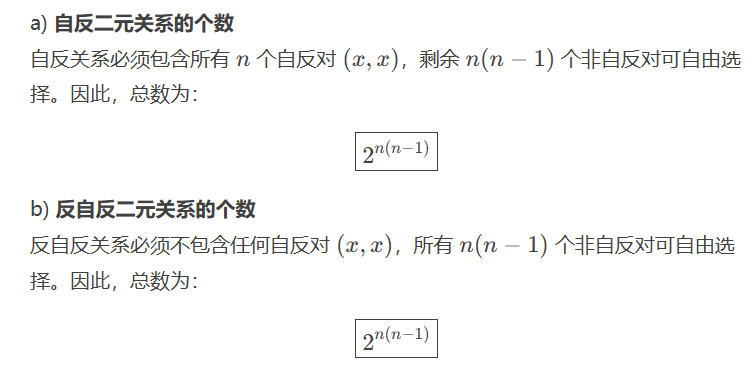 a) 自反二元关系的个数
自反关系必须包含所有 n 个自反对 (x, x)，剩余 n(n − 1) 个非自反对可自由选
择。因此，总数为：
2^{n(n−1)}
b) 反自反二元关系的个数
反自反关系必须不包含任何自反对 (x, x)，所有 n(n − 1) 个非自反对可自由选
择。因此，总数为：
2^{n(n−1)}